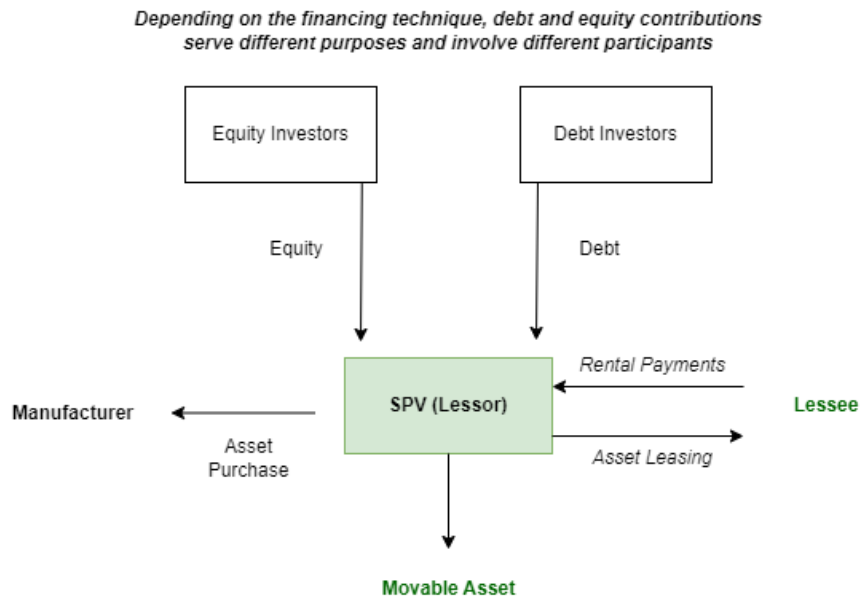 Depending on the financing technique, debt and equity contributions
serve different purposes and involve different participants
Equity Investors
Debt Investors
Equity
Debt
Rental Payments
Manufacturer
SPV (Lessor)
Lessee
Asset
Purchase
Asset Leasing
Movable Asset